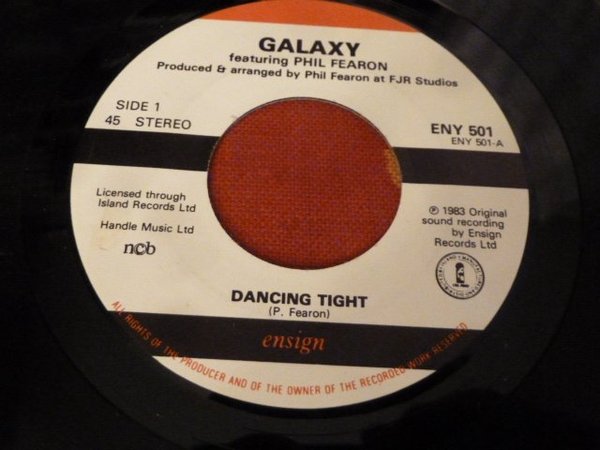 GALAXY
featuring PHIL FEARON
Produced & arranged by Phil Fearon at FJR Studios
SIDE 1
45 STEREO
ENY 501
ENY 501-A
Licensed through
Island Records Ltd
Handle Music Ltd
ncb
℗ 1983 Original
sound recording
by Ensign
Records Ltd
DANCING TIGHT
(P. Fearon)
ensign
ALL RIGHTS OF THE PRODUCER AND OF THE OWNER OF THE RECORDED WORK RESERVED